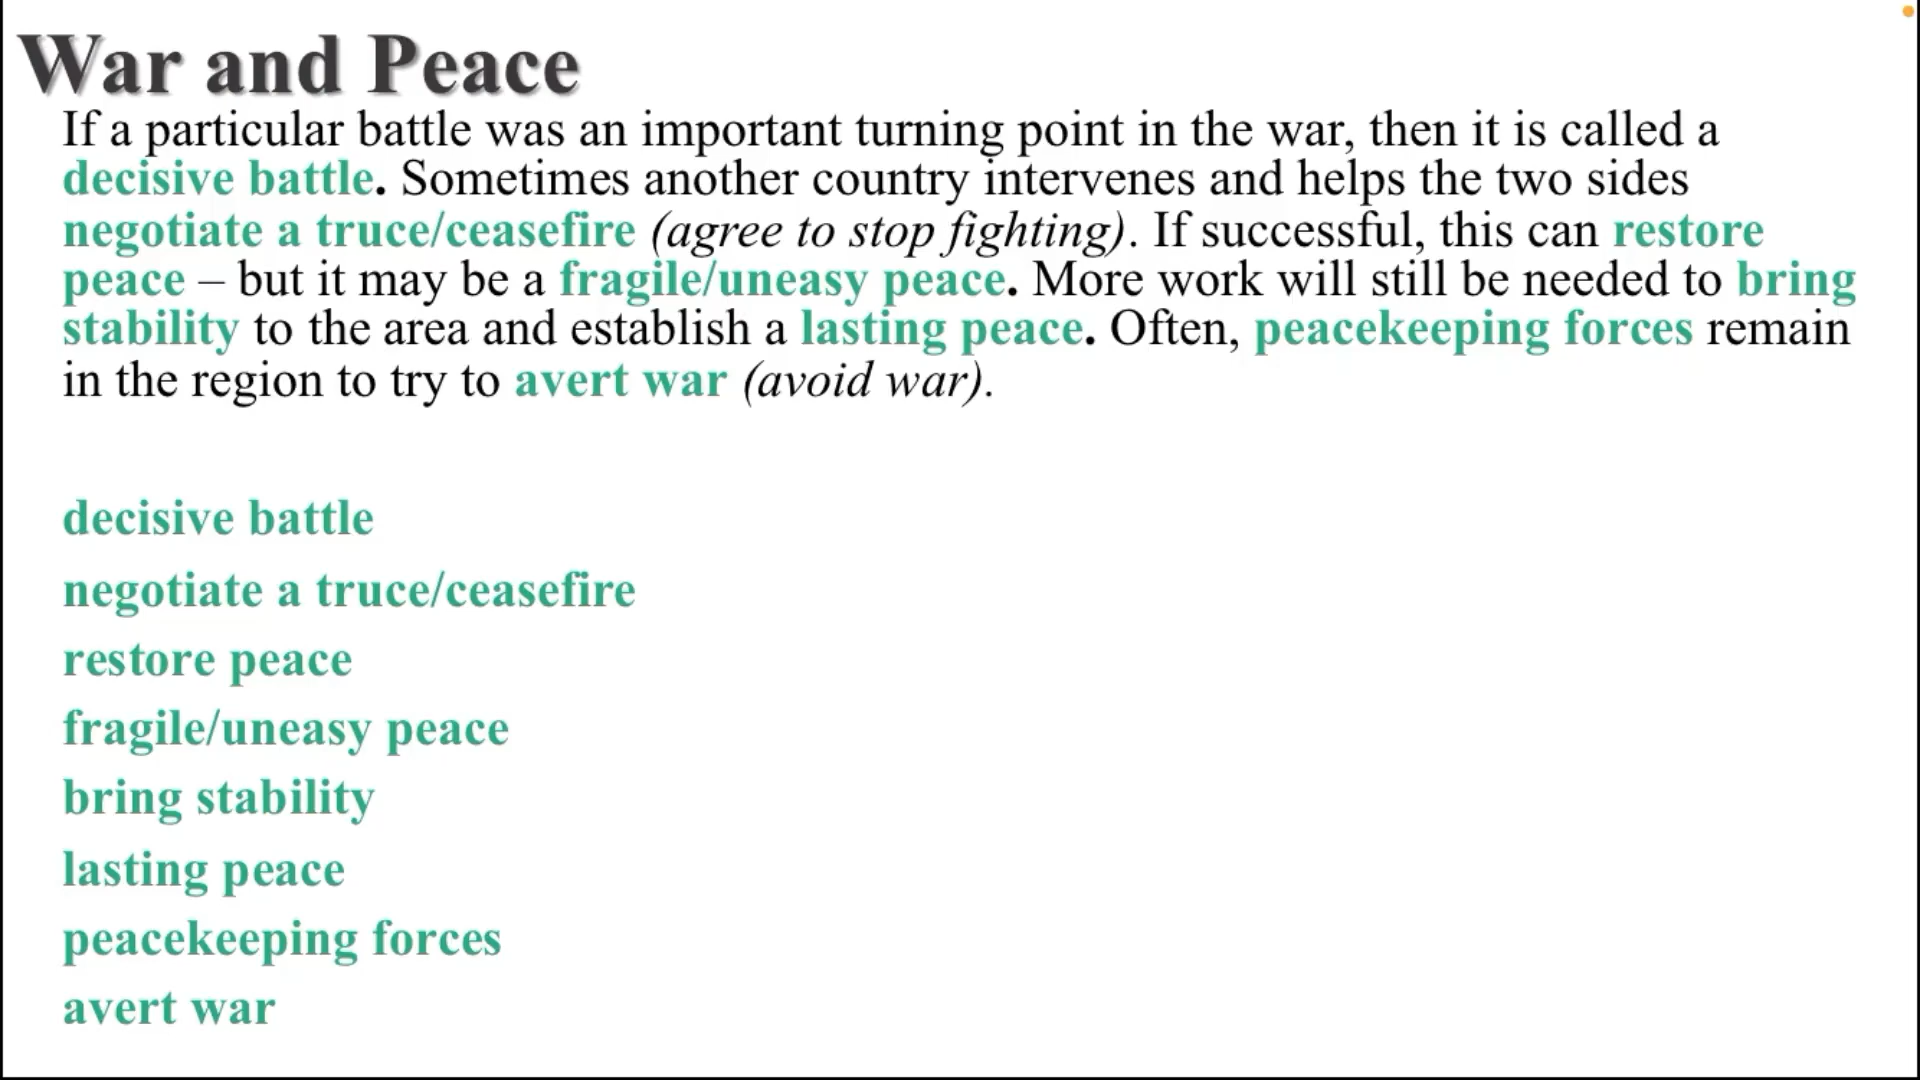 War and Peace
If a particular battle was an important turning point in the war, then it is called a
decisive battle. Sometimes another country intervenes and helps the two sides
negotiate a truce/ceasefire (agree to stop fighting). If successful, this can restore
peace – but it may be a fragile/uneasy peace. More work will still be needed to bring
stability to the area and establish a lasting peace. Often, peacekeeping forces remain
in the region to try to avert war (avoid war).
decisive battle
negotiate a truce/ceasefire
restore peace
fragile/uneasy peace
bring stability
lasting peace
peacekeeping forces
avert war